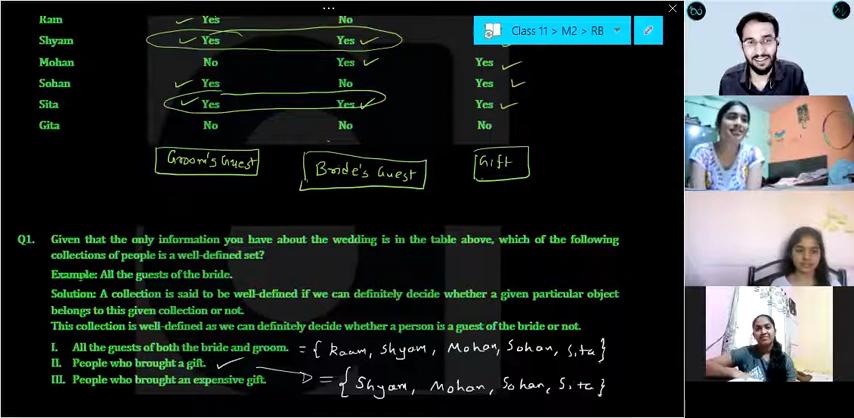 Ram Yes No
Class 11 > M2 > RB
Shyam Yes Yes
Mohan No Yes Yes
Sohan Yes No Yes
Sita Yes Yes Yes
Gita No No No
Groom's Guest Bride's Guest Gift
Q1. Given that the only information you have about the wedding is in the table above, which of the following
collections of people is a well-defined set?
Example: All the guests of the bride.
Solution: A collection is said to be well-defined if we can definitely decide whether a given particular object
belongs to this given collection or not.
This collection is well-defined as we can definitely decide whether a person is a guest of the bride or not.
I. All the guests of both the bride and groom. = { Raam, Shyam, Mohan, Sohan, Sita}
II. People who brought a gift.
III. People who brought an expensive gift. = { Shyam, Mohan, Sohan, Sita}